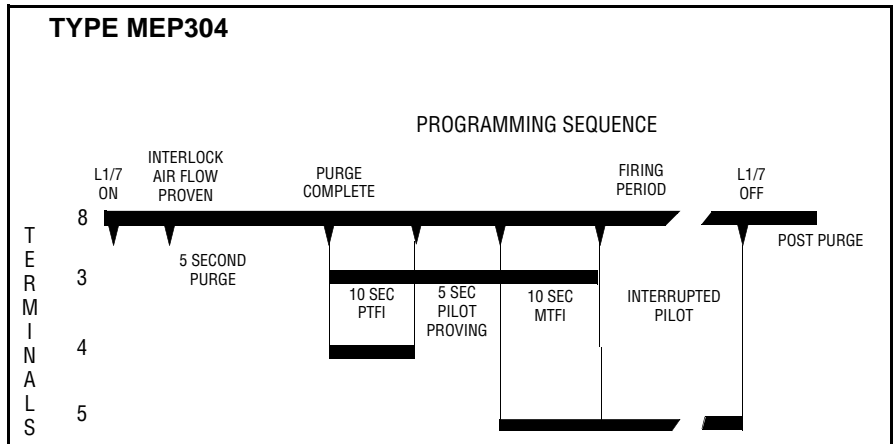 TYPE MEP304
PROGRAMMING SEQUENCE
L1/7
ON
INTERLOCK
AIR FLOW
PROVEN
PURGE
COMPLETE
FIRING
PERIOD
L1/7
OFF
TERMINALS
8
5 SECOND
PURGE
POST PURGE
3
10 SEC
PTFI
5 SEC
PILOT
PROVING
10 SEC
MTFI
INTERRUPTED
PILOT
4
5